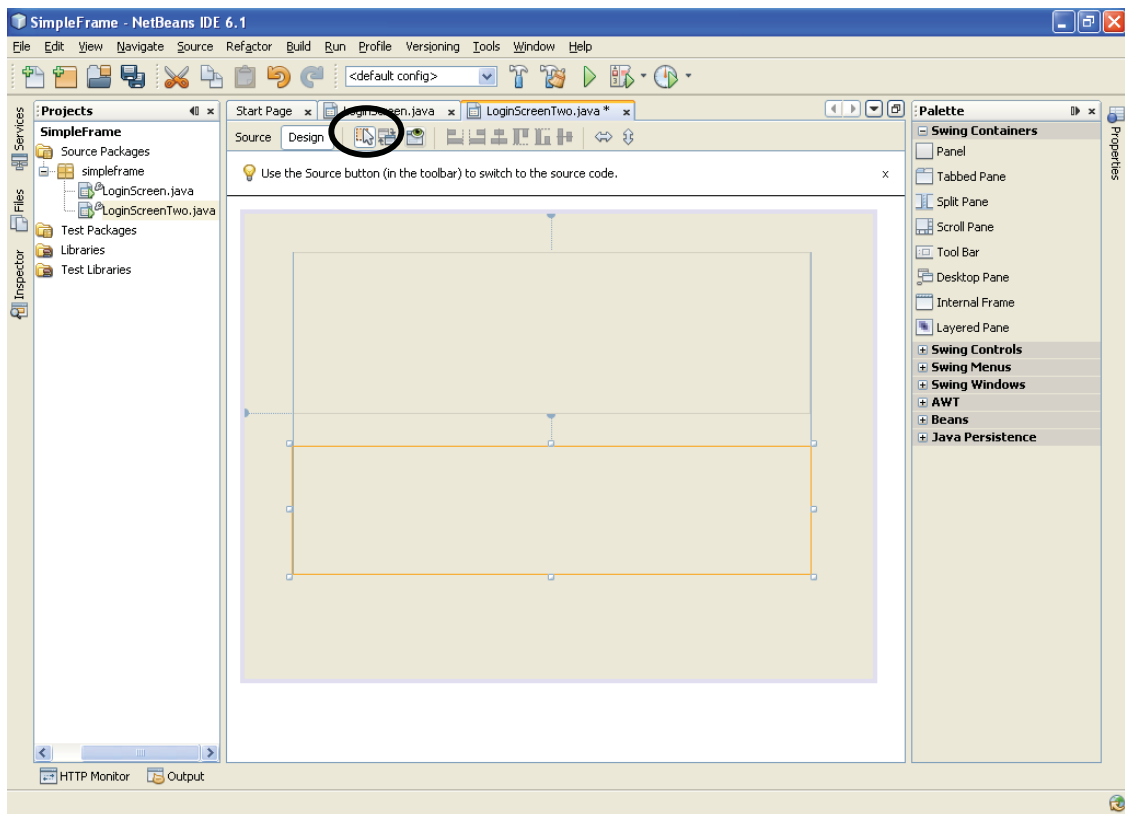 SimpleFrame - NetBeans IDE 6.1
File Edit View Navigate Source Refactor Build Run Profile Versioning Tools Window Help
<default config>
Services
Files
Inspector
Projects
SimpleFrame
Source Packages
simpleframe
LoginScreen.java
LoginScreenTwo.java
Test Packages
Libraries
Test Libraries
Start Page x LoginScreen.java x LoginScreenTwo.java * x
Source Design
Use the Source button (in the toolbar) to switch to the source code. x
Palette
Swing Containers
Panel
Tabbed Pane
Split Pane
Scroll Pane
Tool Bar
Desktop Pane
Internal Frame
Layered Pane
Swing Controls
Swing Menus
Swing Windows
AWT
Beans
Java Persistence
Properties
HTTP Monitor Output